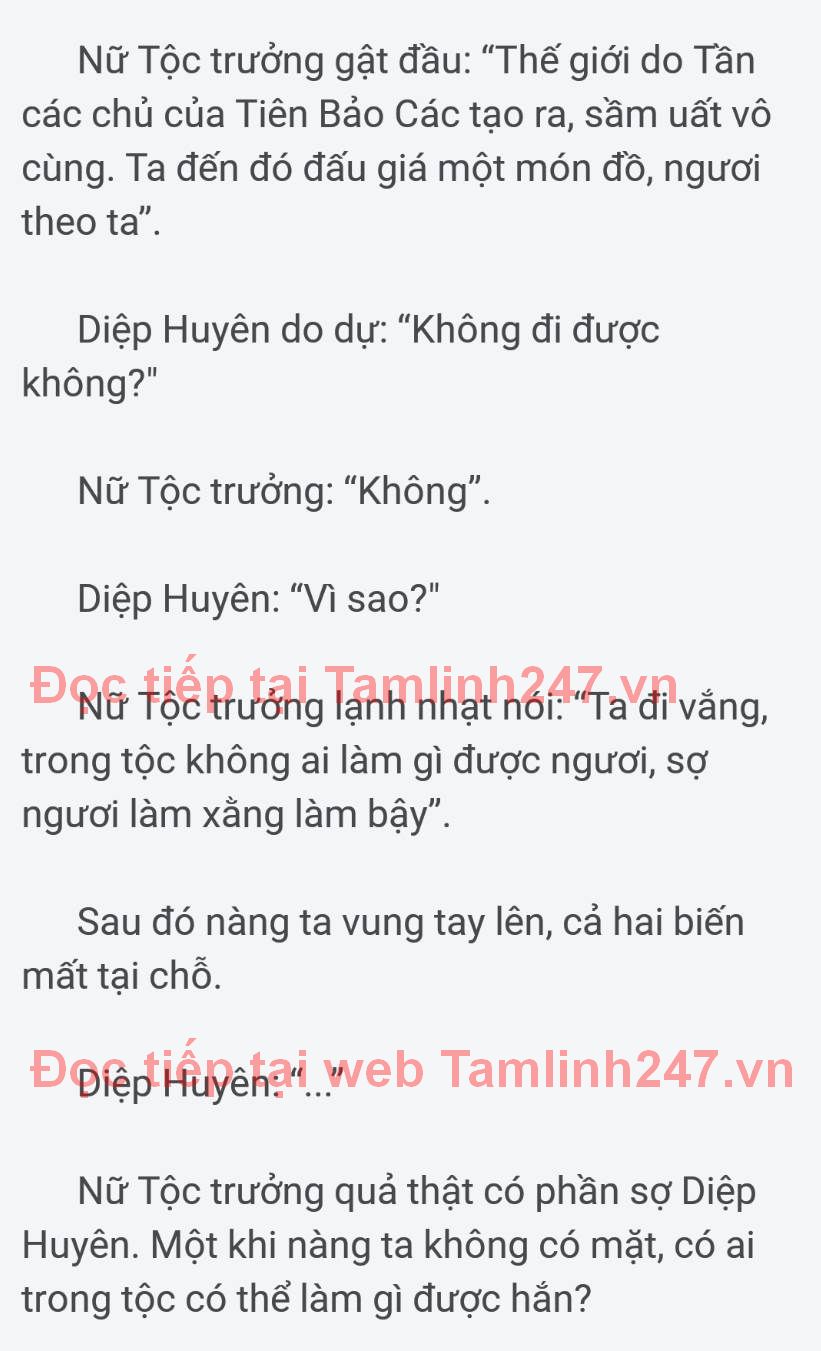 Nữ Tộc trưởng gật đầu: “Thế giới do Tần
các chủ của Tiên Bảo Các tạo ra, sầm uất vô
cùng. Ta đến đó đấu giá một món đồ, ngươi
theo ta”.
Diệp Huyên do dự: “Không đi được
không?"
Nữ Tộc trưởng: “Không”.
Diệp Huyên: “Vì sao?"
Đọc tiếp tại Tamlinh247.vn
Nữ Tộc trưởng lạnh nhạt nói: “Ta đi vắng,
trong tộc không ai làm gì được ngươi, sợ
ngươi làm xằng làm bậy”.
Sau đó nàng ta vung tay lên, cả hai biến
mất tại chỗ.
Đọc tiếp tại web Tamlinh247.vn
Diệp Huyên: “...”
Nữ Tộc trưởng quả thật có phần sợ Diệp
Huyên. Một khi nàng ta không có mặt, có ai
trong tộc có thể làm gì được hắn?